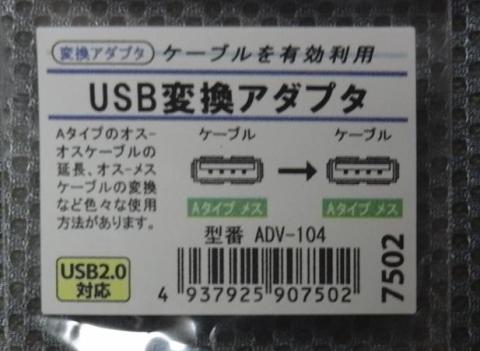 変換アダプタ ケーブルを有効利用
USB変換アダプタ
Aタイプのオス-
オスケーブルの
延長、オス-メス
ケーブルの変換
など色々な使用
方法があります。
ケーブル ケーブル
Aタイプ メス → Aタイプ メス
型番 ADV-104
USB2.0
対応
4 937925 907502
7502